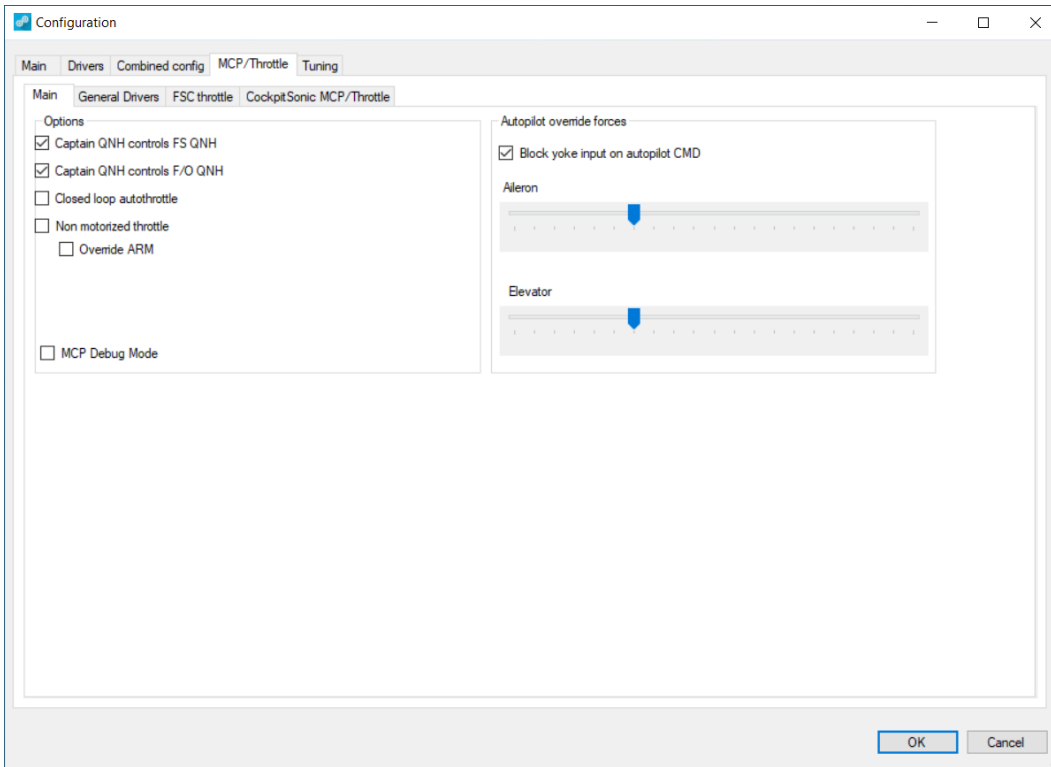 Configuration
Main Drivers Combined config MCP/Throttle Tuning
Main General Drivers FSC throttle CockpitSonic MCP/Throttle
Options
Captain QNH controls FS QNH
Captain QNH controls F/O QNH
Closed loop autothrottle
Non motorized throttle
Override ARM
MCP Debug Mode
Autopilot override forces
Block yoke input on autopilot CMD
Aileron
Elevator
OK Cancel